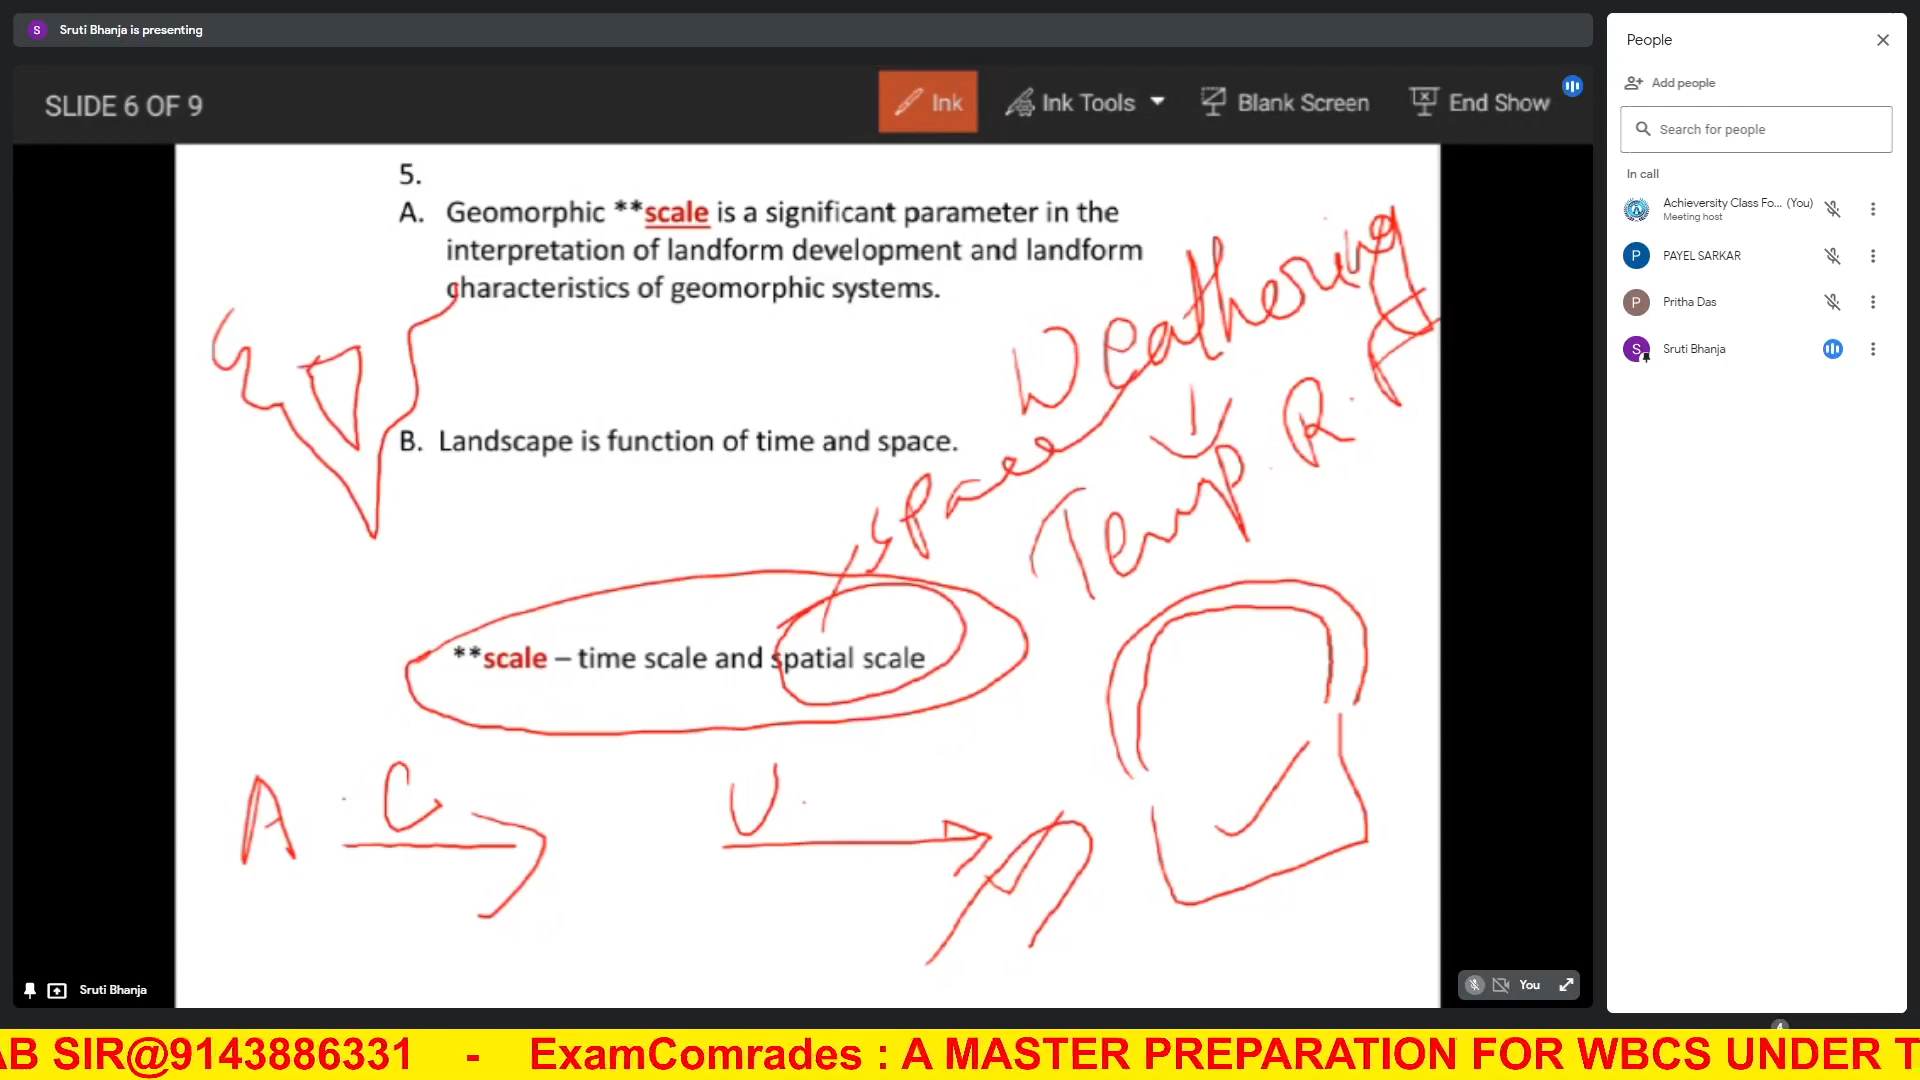 S Sruti Bhanja is presenting
SLIDE 6 OF 9
Ink
Ink Tools
Blank Screen
End Show
5.
A. Geomorphic **scale is a significant parameter in the
interpretation of landform development and landform
characteristics of geomorphic systems.
Weathering
B. Landscape is function of time and space.
Space
Temp. R.
**scale – time scale and spatial scale
A C
U
Sruti Bhanja
You
People
Add people
Search for people
In call
Achieversity Class Fo... (You)
Meeting host
P PAYEL SARKAR
P Pritha Das
S Sruti Bhanja
4
AB SIR@9143886331 - ExamComrades : A MASTER PREPARATION FOR WBCS UNDER T